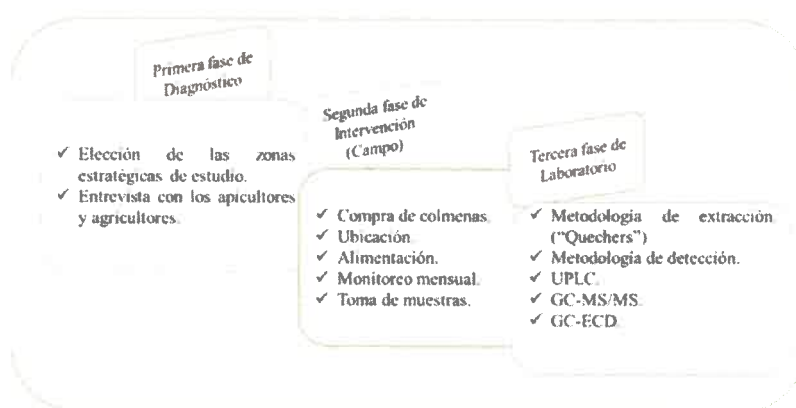 Primera fase de
Diagnóstico
✓ Elección de las zonas
estratégicas de estudio.
✓ Entrevista con los apicultores
y agricultores.
Segunda fase de
Intervención
(Campo)
✓ Compra de colmenas.
✓ Ubicación.
✓ Alimentación.
✓ Monitoreo mensual.
✓ Toma de muestras.
Tercera fase de
Laboratorio
✓ Metodología de extracción
("Quechers")
✓ Metodología de detección.
✓ UPLC.
✓ GC-MS/MS.
✓ GC-ECD.